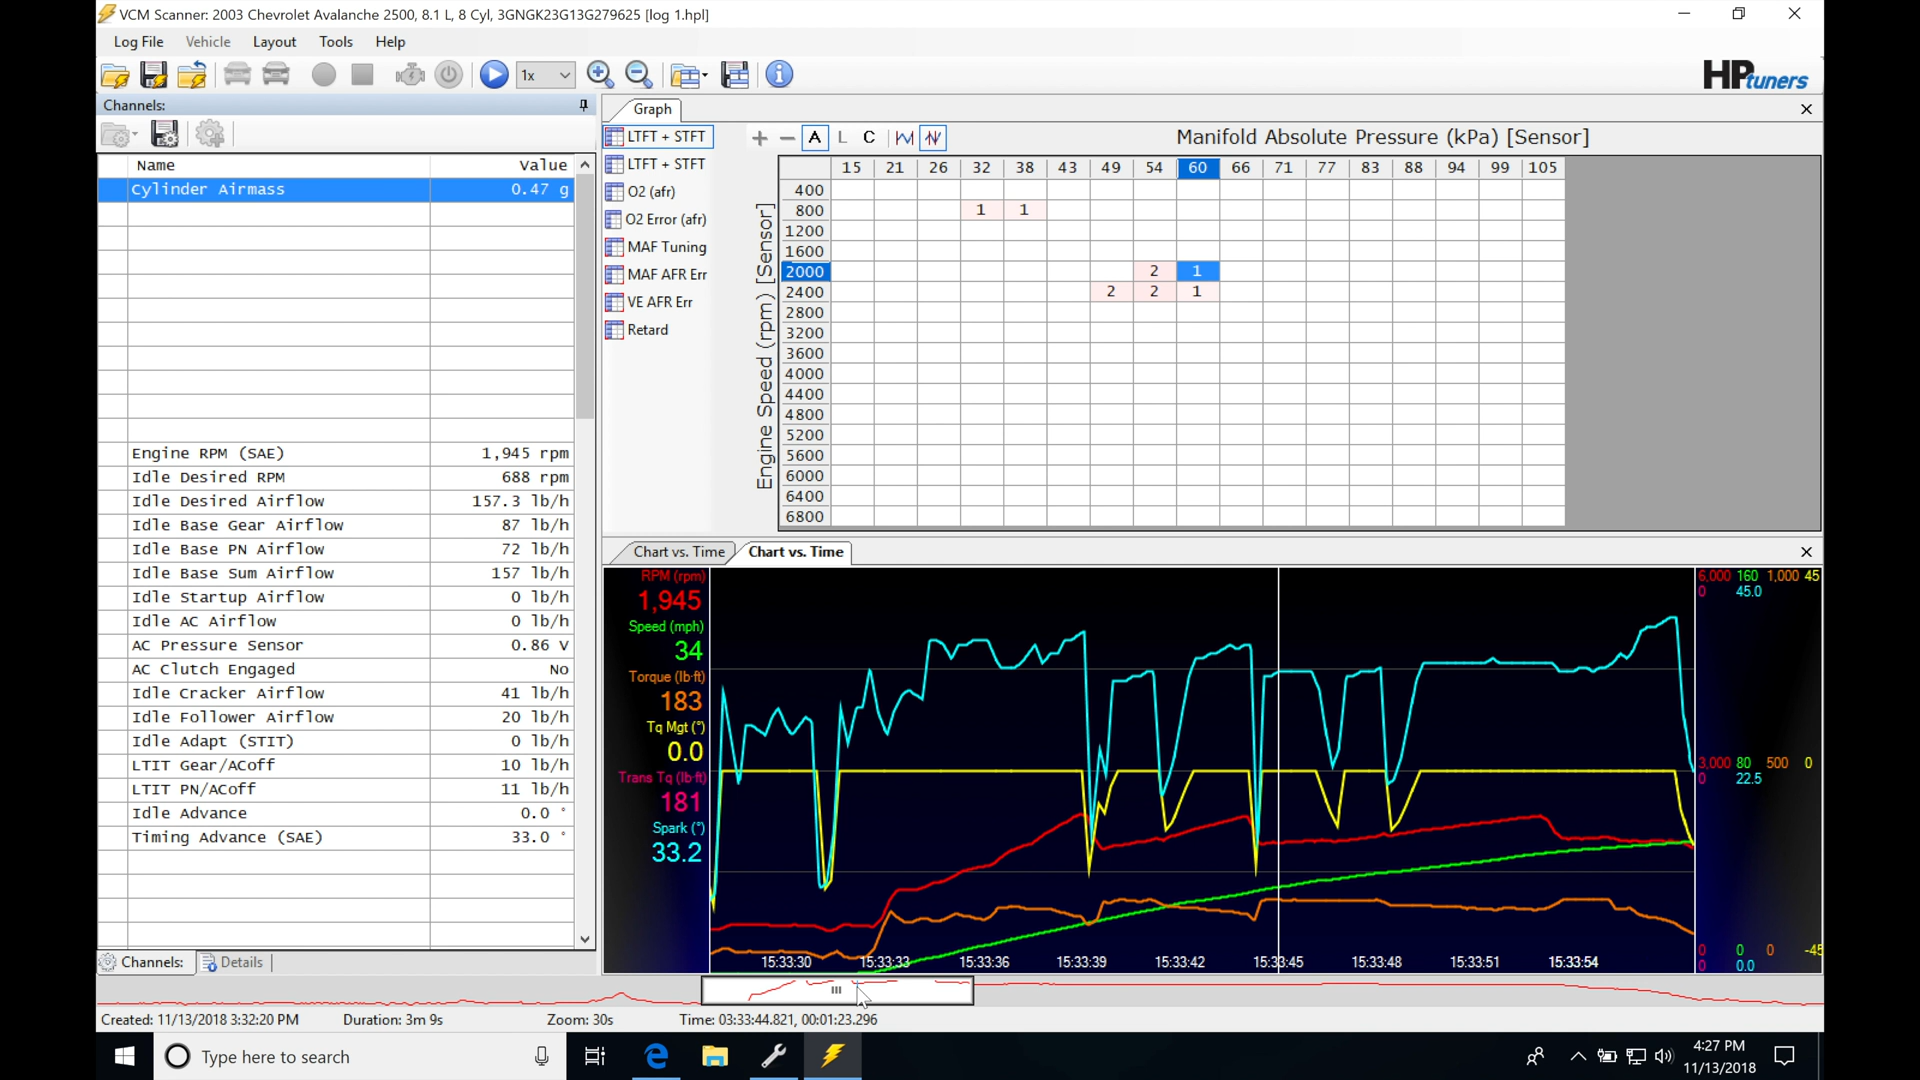 VCM Scanner: 2003 Chevrolet Avalanche 2500, 8.1 L, 8 Cyl, 3GNGK23G13G279625 [log 1.hpl]
Log File Vehicle Layout Tools Help
1x
HPtuners
Channels:
Name Value
Cylinder Airmass 0.47 g
Engine RPM (SAE) 1,945 rpm
Idle Desired RPM 688 rpm
Idle Desired Airflow 157.3 lb/h
Idle Base Gear Airflow 87 lb/h
Idle Base PN Airflow 72 lb/h
Idle Base Sum Airflow 157 lb/h
Idle Startup Airflow 0 lb/h
Idle AC Airflow 0 lb/h
AC Pressure Sensor 0.86 V
AC Clutch Engaged No
Idle Cracker Airflow 41 lb/h
Idle Follower Airflow 20 lb/h
Idle Adapt (STIT) 0 lb/h
LTIT Gear/ACoff 10 lb/h
LTIT PN/ACoff 11 lb/h
Idle Advance 0.0 °
Timing Advance (SAE) 33.0 °
Channels: Details
Graph
LTFT + STFT
LTFT + STFT
O2 (afr)
O2 Error (afr)
MAF Tuning
MAF AFR Err
VE AFR Err
Retard
A L C
Manifold Absolute Pressure (kPa) [Sensor]
Engine Speed (rpm) [Sensor]
15 21 26 32 38 43 49 54 60 66 71 77 83 88 94 99 105
400
800 1 1
1200
1600
2000 2 1
2400 2 2 1
2800
3200
3600
4000
4400
4800
5200
5600
6000
6400
6800
Chart vs. Time Chart vs. Time
RPM (rpm)
1,945
Speed (mph)
34
Torque (lb·ft)
183
Tq Mgt (°)
0.0
Trans Tq (lb·ft)
181
Spark (°)
33.2
6,000 160 1,000 45
0 45.0
3,000 80 500 0
0 22.5
0 0 0 -45
0 0.0
15:33:30 15:33:33 15:33:36 15:33:39 15:33:42 15:33:45 15:33:48 15:33:51 15:33:54
Created: 11/13/2018 3:32:20 PM Duration: 3m 9s Zoom: 30s Time: 03:33:44.821, 00:01:23.296
Type here to search
4:27 PM
11/13/2018